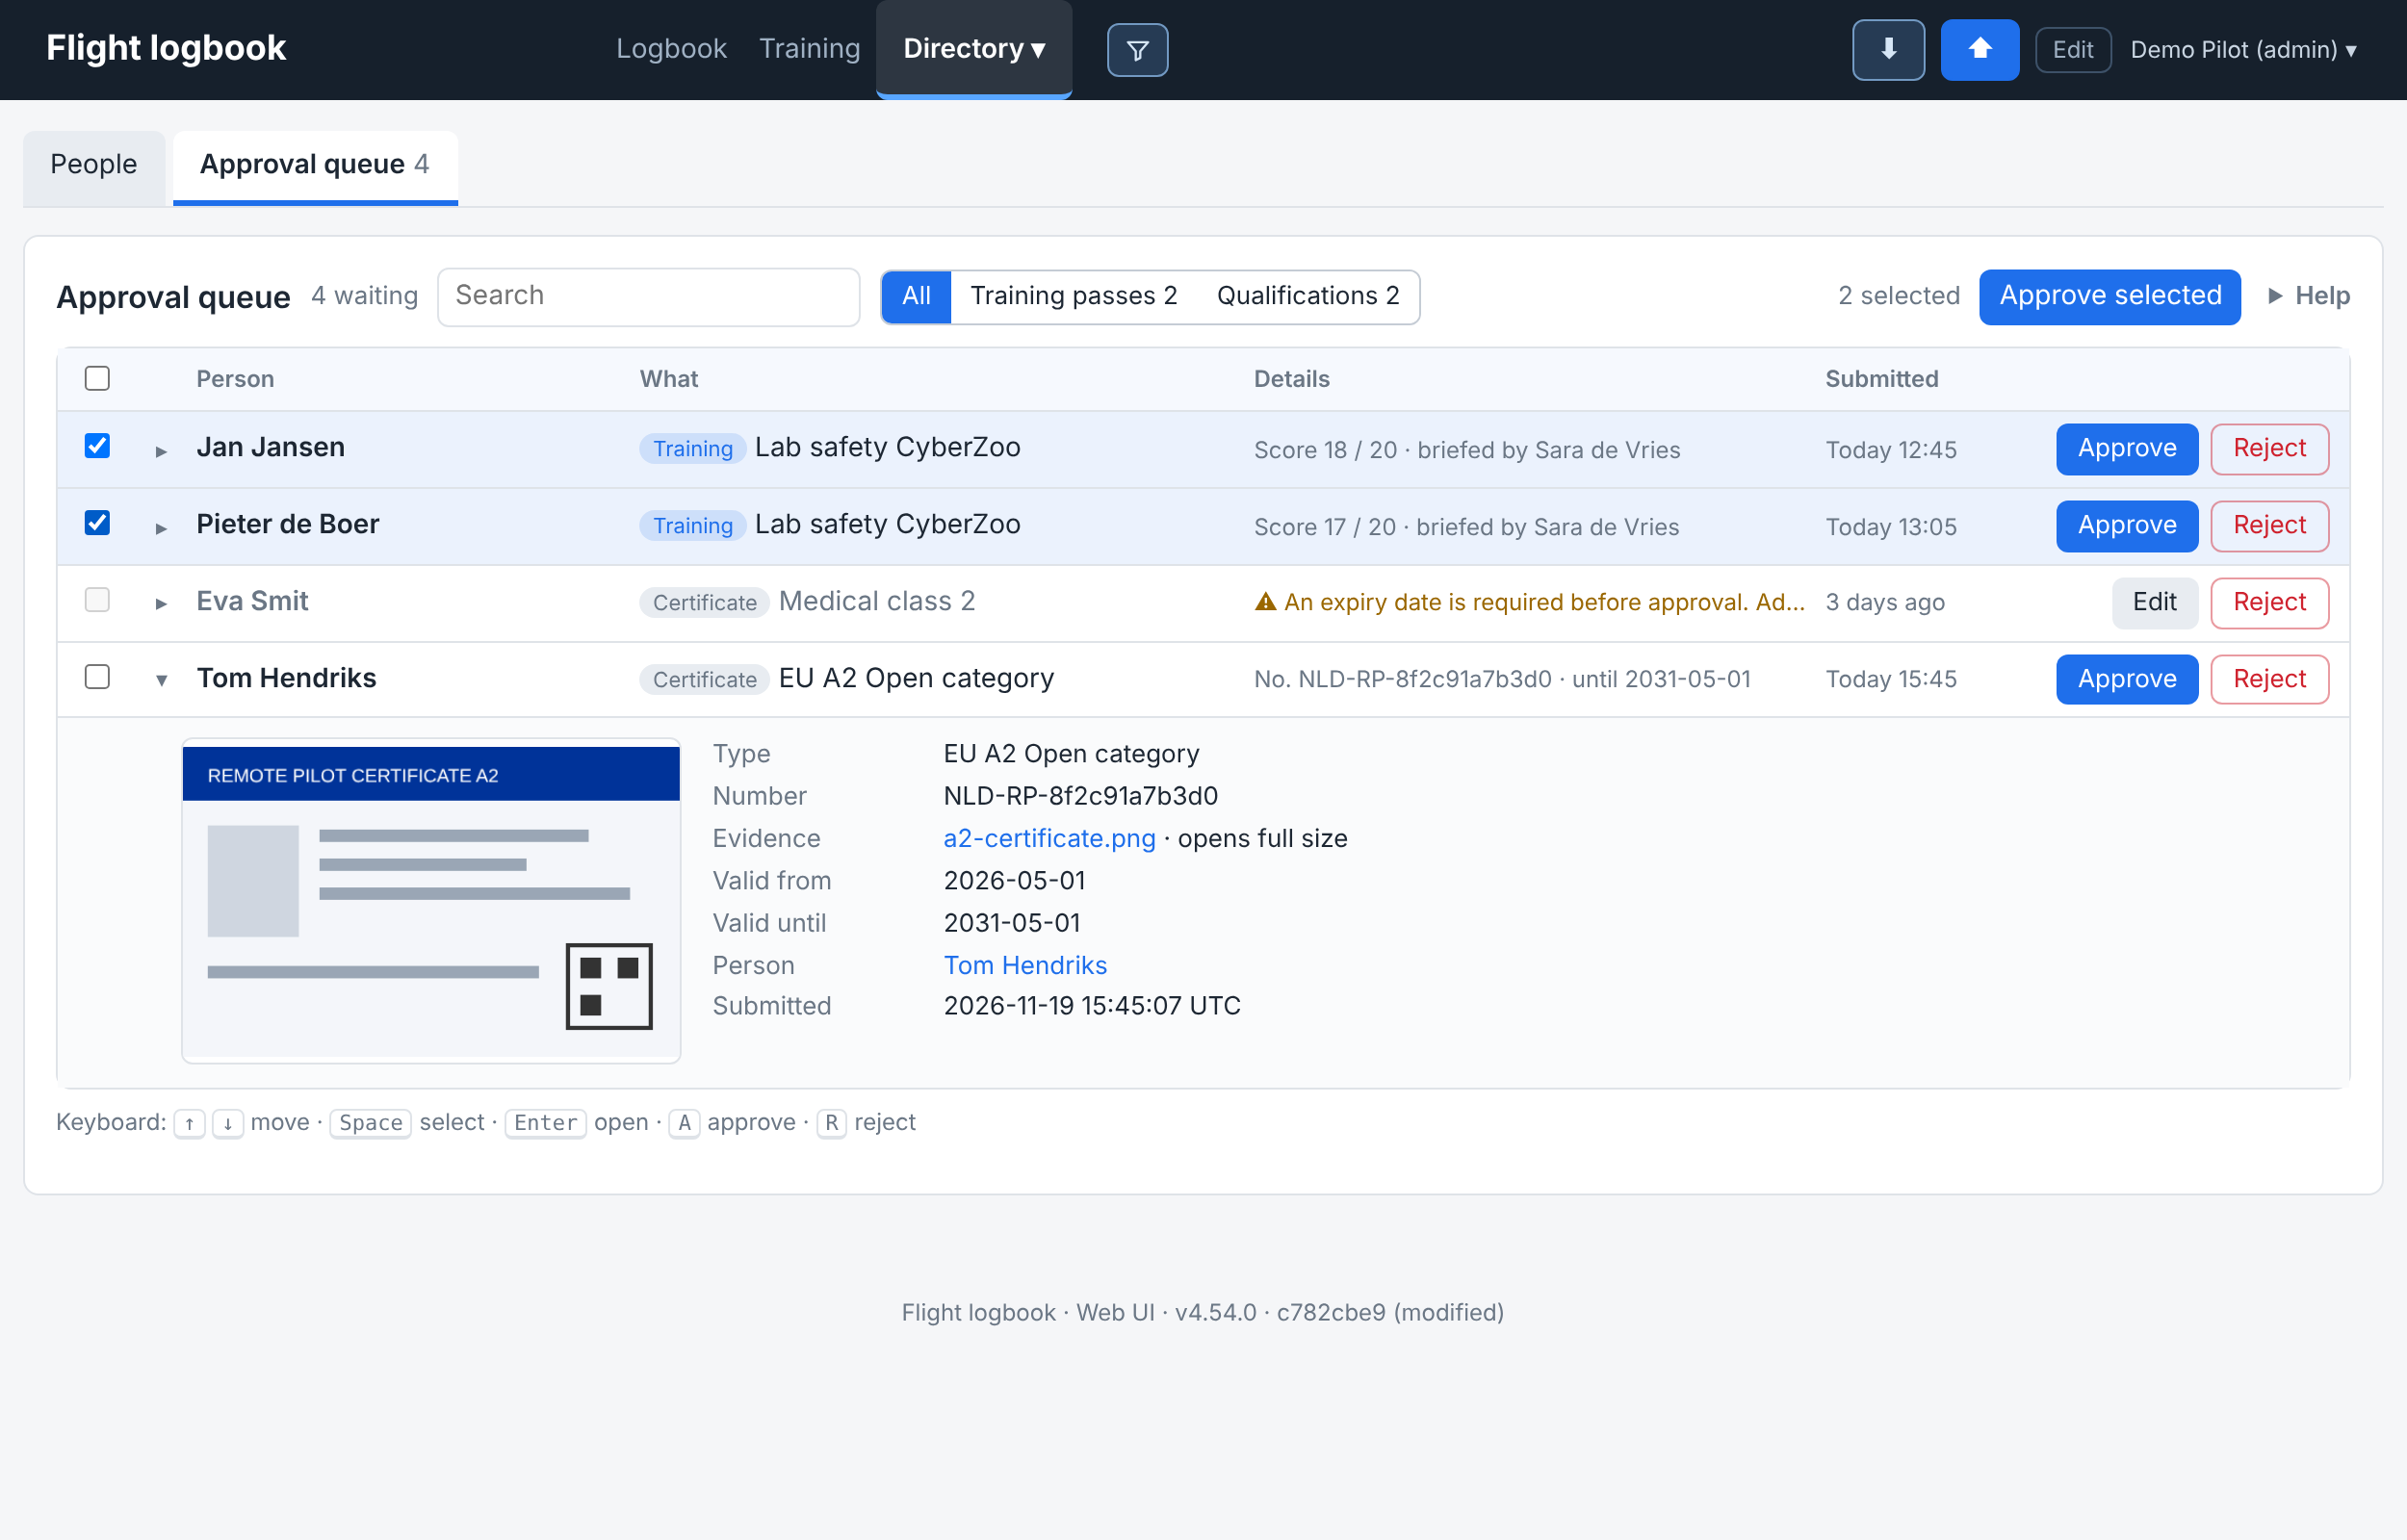 Flight logbook Logbook Training Directory ▾ ⬇ ⬆ Edit Demo Pilot (admin) ▾
People Approval queue 4
Approval queue 4 waiting Search All Training passes 2 Qualifications 2 2 selected Approve selected ▶ Help
Person What Details Submitted
▸ Jan Jansen Training Lab safety CyberZoo Score 18 / 20 · briefed by Sara de Vries Today 12:45 Approve Reject
▸ Pieter de Boer Training Lab safety CyberZoo Score 17 / 20 · briefed by Sara de Vries Today 13:05 Approve Reject
▸ Eva Smit Certificate Medical class 2 ⚠ An expiry date is required before approval. Ad... 3 days ago Edit Reject
▾ Tom Hendriks Certificate EU A2 Open category No. NLD-RP-8f2c91a7b3d0 · until 2031-05-01 Today 15:45 Approve Reject
REMOTE PILOT CERTIFICATE A2
Type EU A2 Open category
Number NLD-RP-8f2c91a7b3d0
Evidence a2-certificate.png · opens full size
Valid from 2026-05-01
Valid until 2031-05-01
Person Tom Hendriks
Submitted 2026-11-19 15:45:07 UTC
Keyboard: ↑ ↓ move · Space select · Enter open · A approve · R reject
Flight logbook · Web UI · v4.54.0 · c782cbe9 (modified)